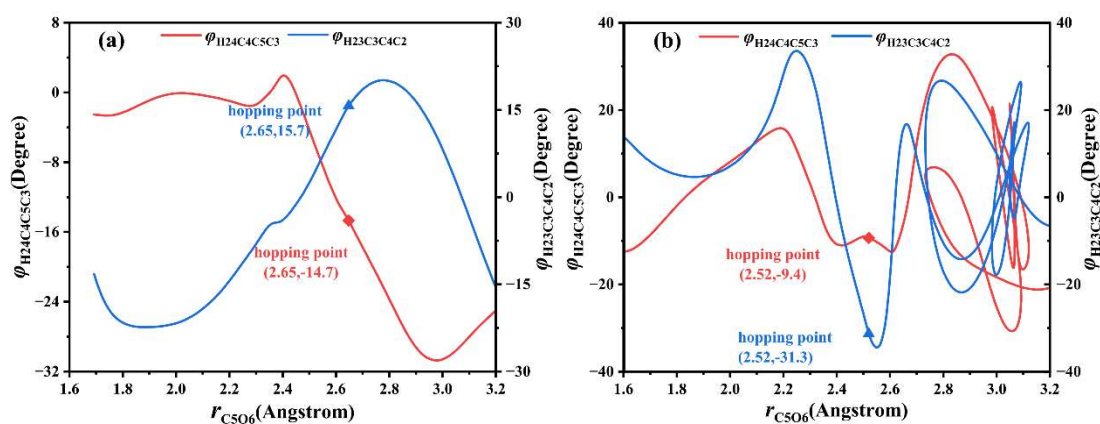 (a)
φH24C4C5C3
φH23C3C4C2
8
0
−8
−16
−24
−32
φH24C4C5C3(Degree)
hopping point
(2.65,15.7)
hopping point
(2.65,-14.7)
30
15
0
−15
−30
φH23C3C4C2(Degree)
1.6
1.8
2.0
2.2
2.4
2.6
2.8
3.0
3.2
rC5O6(Angstrom)
(b)
φH24C4C5C3
φH23C3C4C2
40
20
0
−20
−40
φH24C4C5C3(Degree)
hopping point
(2.52,-9.4)
hopping point
(2.52,-31.3)
40
20
0
−20
−40
φH23C3C4C2(Degree)
1.6
1.8
2.0
2.2
2.4
2.6
2.8
3.0
3.2
rC5O6(Angstrom)